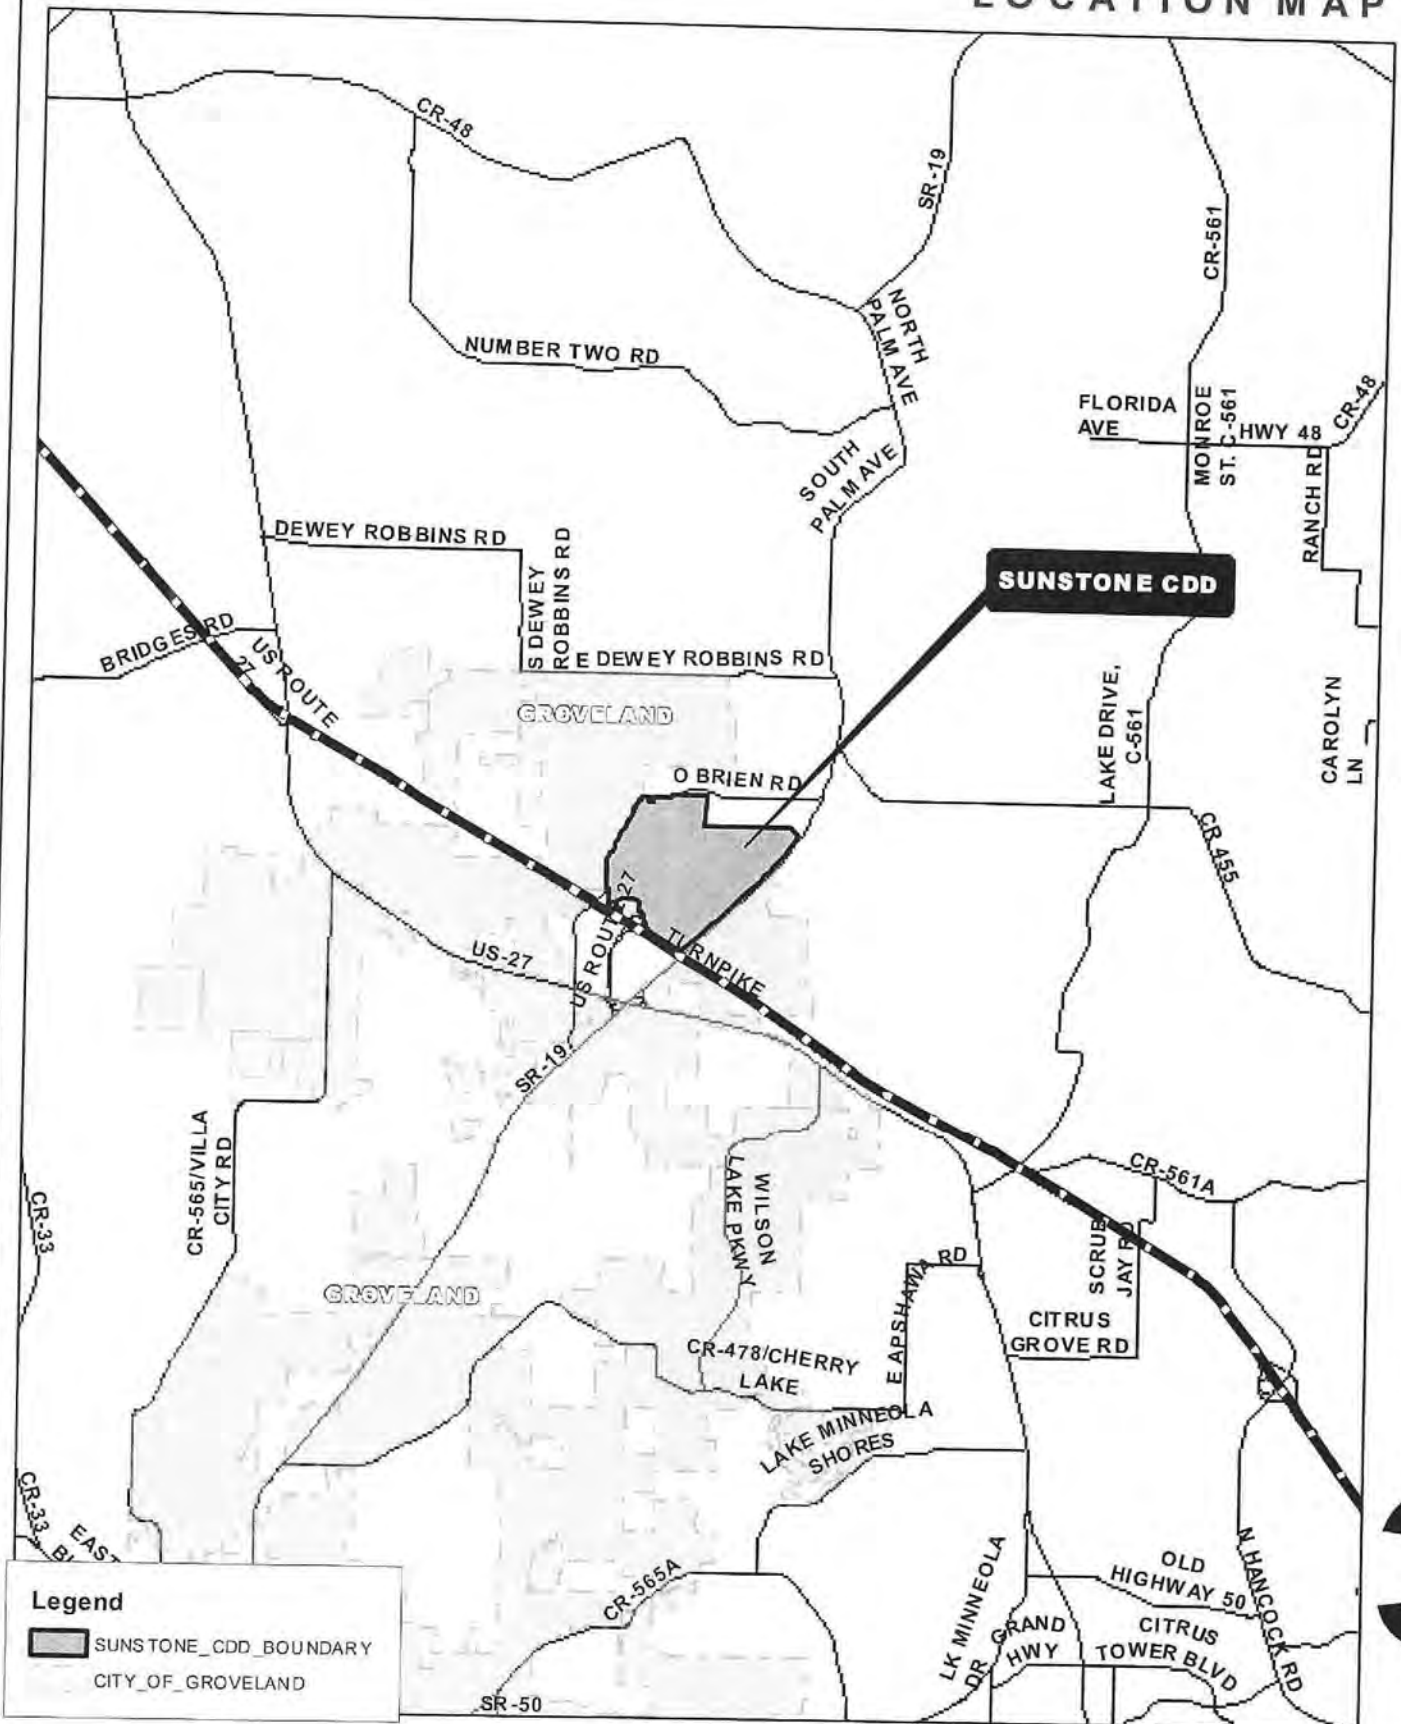 LOCATION MAP
CR-48
SR-19
CR-561
NORTH
PALM AVE
NUMBER TWO RD
FLORIDA
AVE
MONROE
ST. C-561
HWY 48
CR-48
RANCH RD
SOUTH
PALM AVE
DEWEY ROBBINS RD
S DEWEY
ROBBINS RD
SUNSTONE CDD
BRIDGES RD
US ROUTE
27
E DEWEY ROBBINS RD
LAKE DRIVE,
C-561
CAROLYN
LN
GROVELAND
O BRIEN RD
CR 455
US ROUTE 27
TURNPIKE
US-27
SR-19
CR-565/VILLA
CITY RD
WILSON
LAKE PKWY
CR-561A
CR-33
SCRUB
JAY RD
E APSHAWA RD
GROVELAND
CITRUS
GROVE RD
CR-478/CHERRY
LAKE
LAKE MINNEOLA
SHORES
CR-33
EAST
N HANCOCK RD
OLD
HIGHWAY 50
CR-565A
LK MINNEOLA
DR
GRAND
HWY
CITRUS
TOWER BLVD
SR-50
Legend
SUNSTONE_CDD_BOUNDARY
CITY_OF_GROVELAND